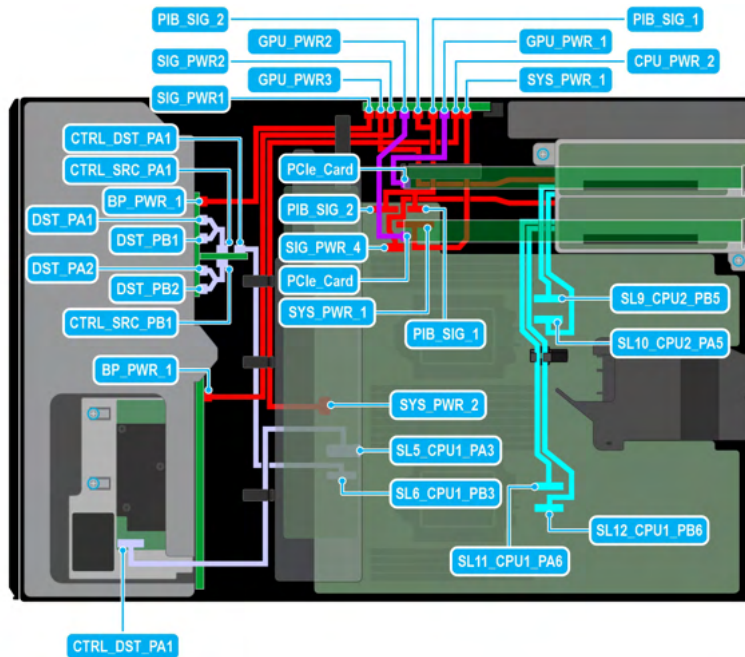 PIB_SIG_2
PIB_SIG_1
GPU_PWR2
GPU_PWR_1
SIG_PWR2
CPU_PWR_2
GPU_PWR3
SYS_PWR_1
SIG_PWR1
CTRL_DST_PA1
CTRL_SRC_PA1
PCIe_Card
BP_PWR_1
DST_PA1
PIB_SIG_2
DST_PB1
SIG_PWR_4
DST_PA2
PCIe_Card
DST_PB2
SYS_PWR_1
SL9_CPU2_PB5
CTRL_SRC_PB1
PIB_SIG_1
SL10_CPU2_PA5
BP_PWR_1
SYS_PWR_2
SL5_CPU1_PA3
SL6_CPU1_PB3
SL12_CPU1_PB6
SL11_CPU1_PA6
CTRL_DST_PA1